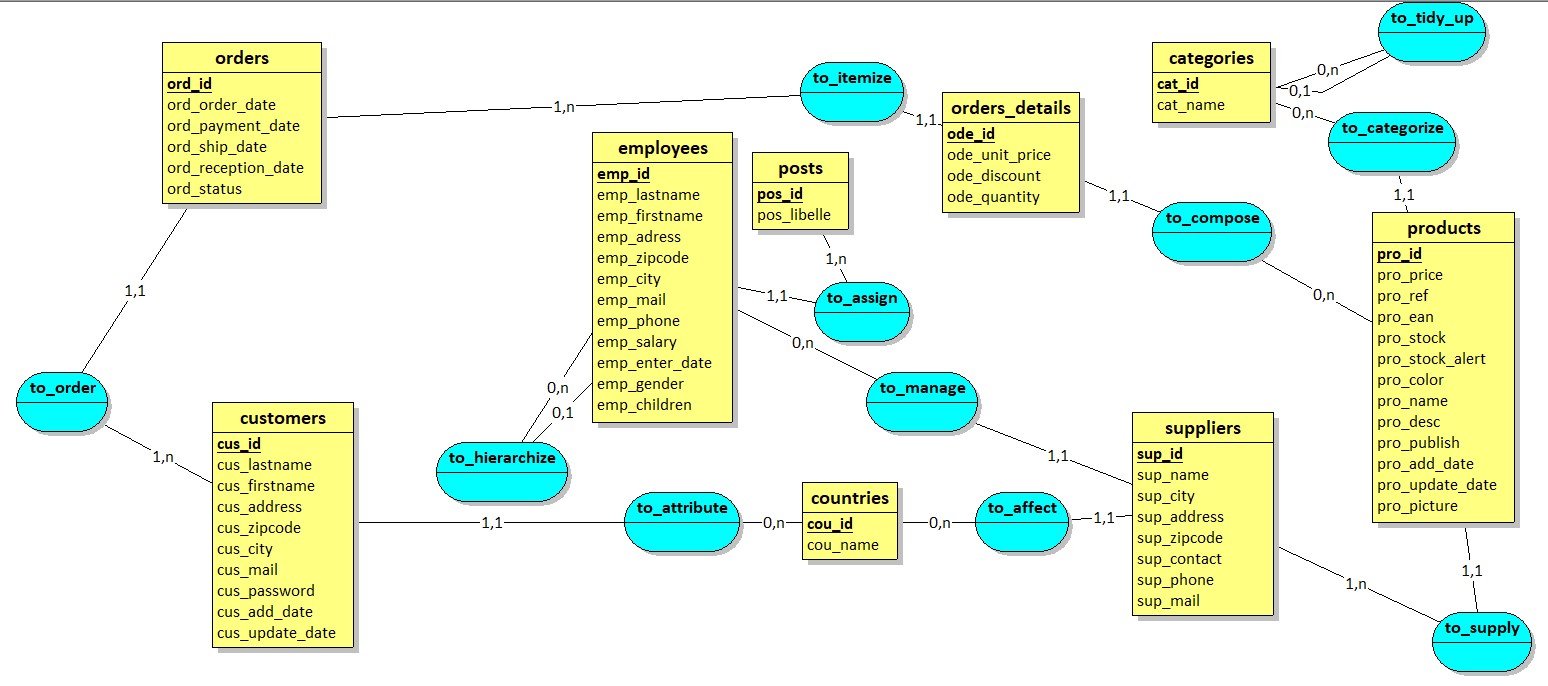 to_tidy_up
0,n
0,1
categories
cat_id
cat_name
0,n
to_categorize
1,1
orders
ord_id
ord_order_date
ord_payment_date
ord_ship_date
ord_reception_date
ord_status
1,n
to_itemize
1,1
orders_details
ode_id
ode_unit_price
ode_discount
ode_quantity
1,1
to_compose
0,n
employees
emp_id
emp_lastname
emp_firstname
emp_adress
emp_zipcode
emp_city
emp_mail
emp_phone
emp_salary
emp_enter_date
emp_gender
emp_children
posts
pos_id
pos_libelle
1,n
1,1
to_assign
0,n
to_manage
1,1
products
pro_id
pro_price
pro_ref
pro_ean
pro_stock
pro_stock_alert
pro_color
pro_name
pro_desc
pro_publish
pro_add_date
pro_update_date
pro_picture
1,1
1,1
to_order
1,n
0,n
0,1
to_hierarchize
customers
cus_id
cus_lastname
cus_firstname
cus_address
cus_zipcode
cus_city
cus_mail
cus_password
cus_add_date
cus_update_date
1,1
to_attribute
0,n
countries
cou_id
cou_name
0,n
to_affect
1,1
suppliers
sup_id
sup_name
sup_city
sup_address
sup_zipcode
sup_contact
sup_phone
sup_mail
1,n
to_supply